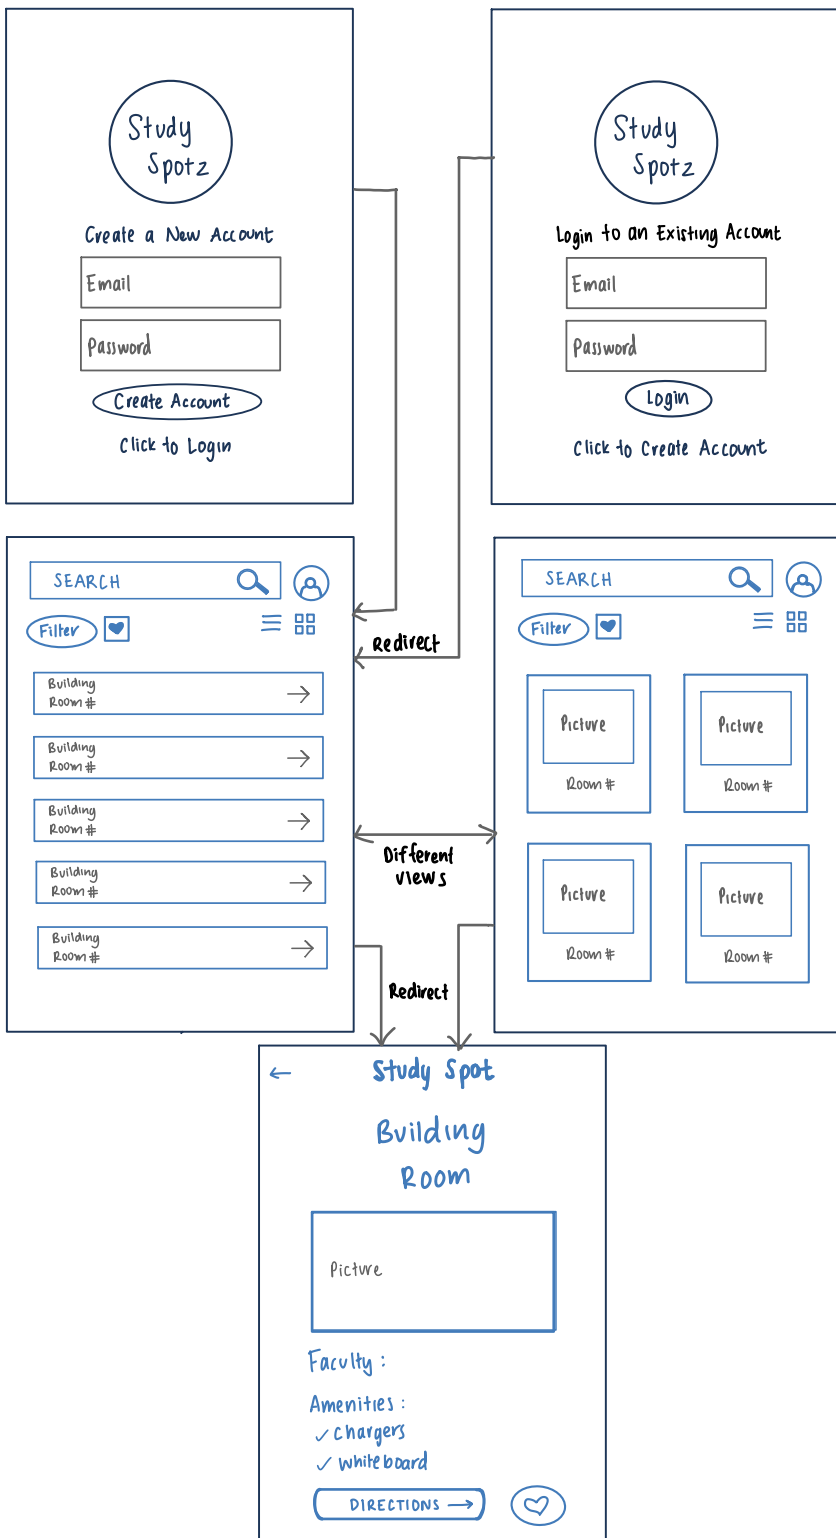 Study
Spotz
Create a New Account
Email
Password
Create Account
Click to Login
Study
Spotz
Login to an Existing Account
Email
Password
Login
Click to Create Account
SEARCH
Filter
Building
Room #
Building
Room #
Building
Room #
Building
Room #
Building
Room #
Redirect
Different
views
Redirect
SEARCH
Filter
Picture
Room #
Picture
Room #
Picture
Room #
Picture
Room #
Study Spot
Building
Room
Picture
Faculty :
Amenities :
✓ chargers
✓ whiteboard
DIRECTIONS →